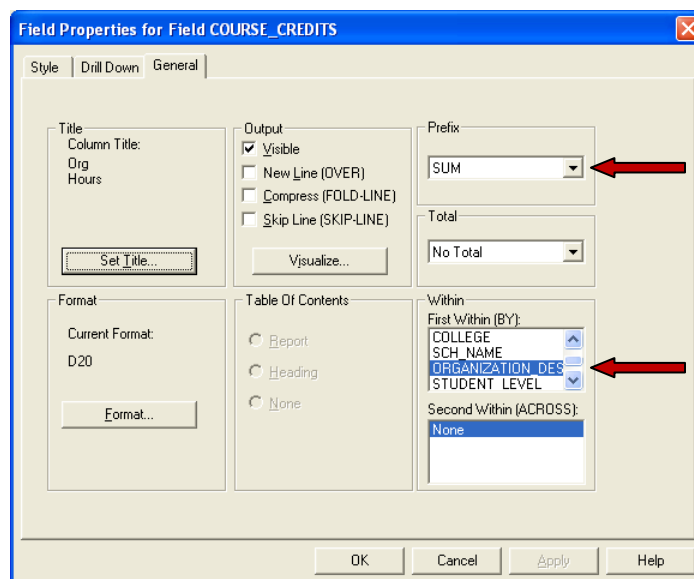 Field Properties for Field COURSE_CREDITS
Style
Drill Down
General
Title
Column Title:
Org
Hours
Set Title...
Output
Visible
New Line (OVER)
Compress (FOLD-LINE)
Skip Line (SKIP-LINE)
Visualize...
Prefix
SUM
Total
No Total
Format
Current Format:
D20
Format...
Table Of Contents
Report
Heading
None
Within
First Within (BY):
COLLEGE
SCH_NAME
ORGANIZATION_DES
STUDENT_LEVEL
Second Within (ACROSS):
None
OK
Cancel
Apply
Help